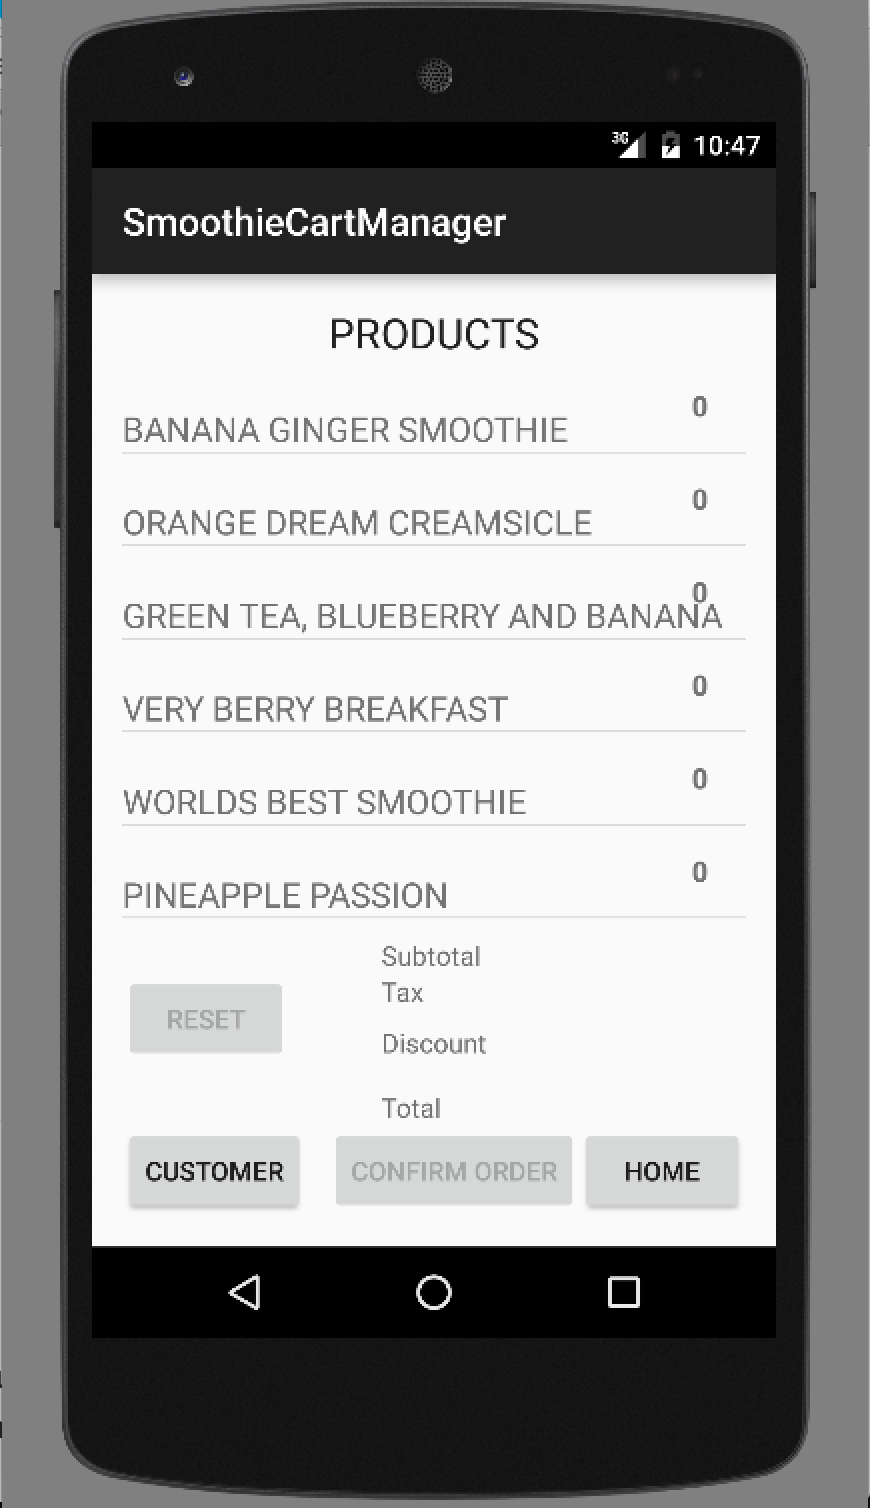 3G 10:47
SmoothieCartManager
PRODUCTS
0
BANANA GINGER SMOOTHIE
0
ORANGE DREAM CREAMSICLE
0
GREEN TEA, BLUEBERRY AND BANANA
0
VERY BERRY BREAKFAST
0
WORLDS BEST SMOOTHIE
0
PINEAPPLE PASSION
Subtotal
Tax
RESET
Discount
Total
CUSTOMER CONFIRM ORDER HOME